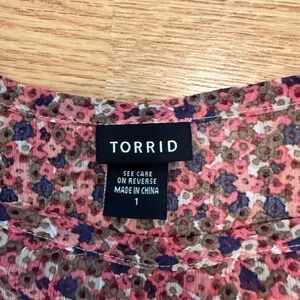 TORRID
SEE CARE
ON REVERSE
MADE IN CHINA
1